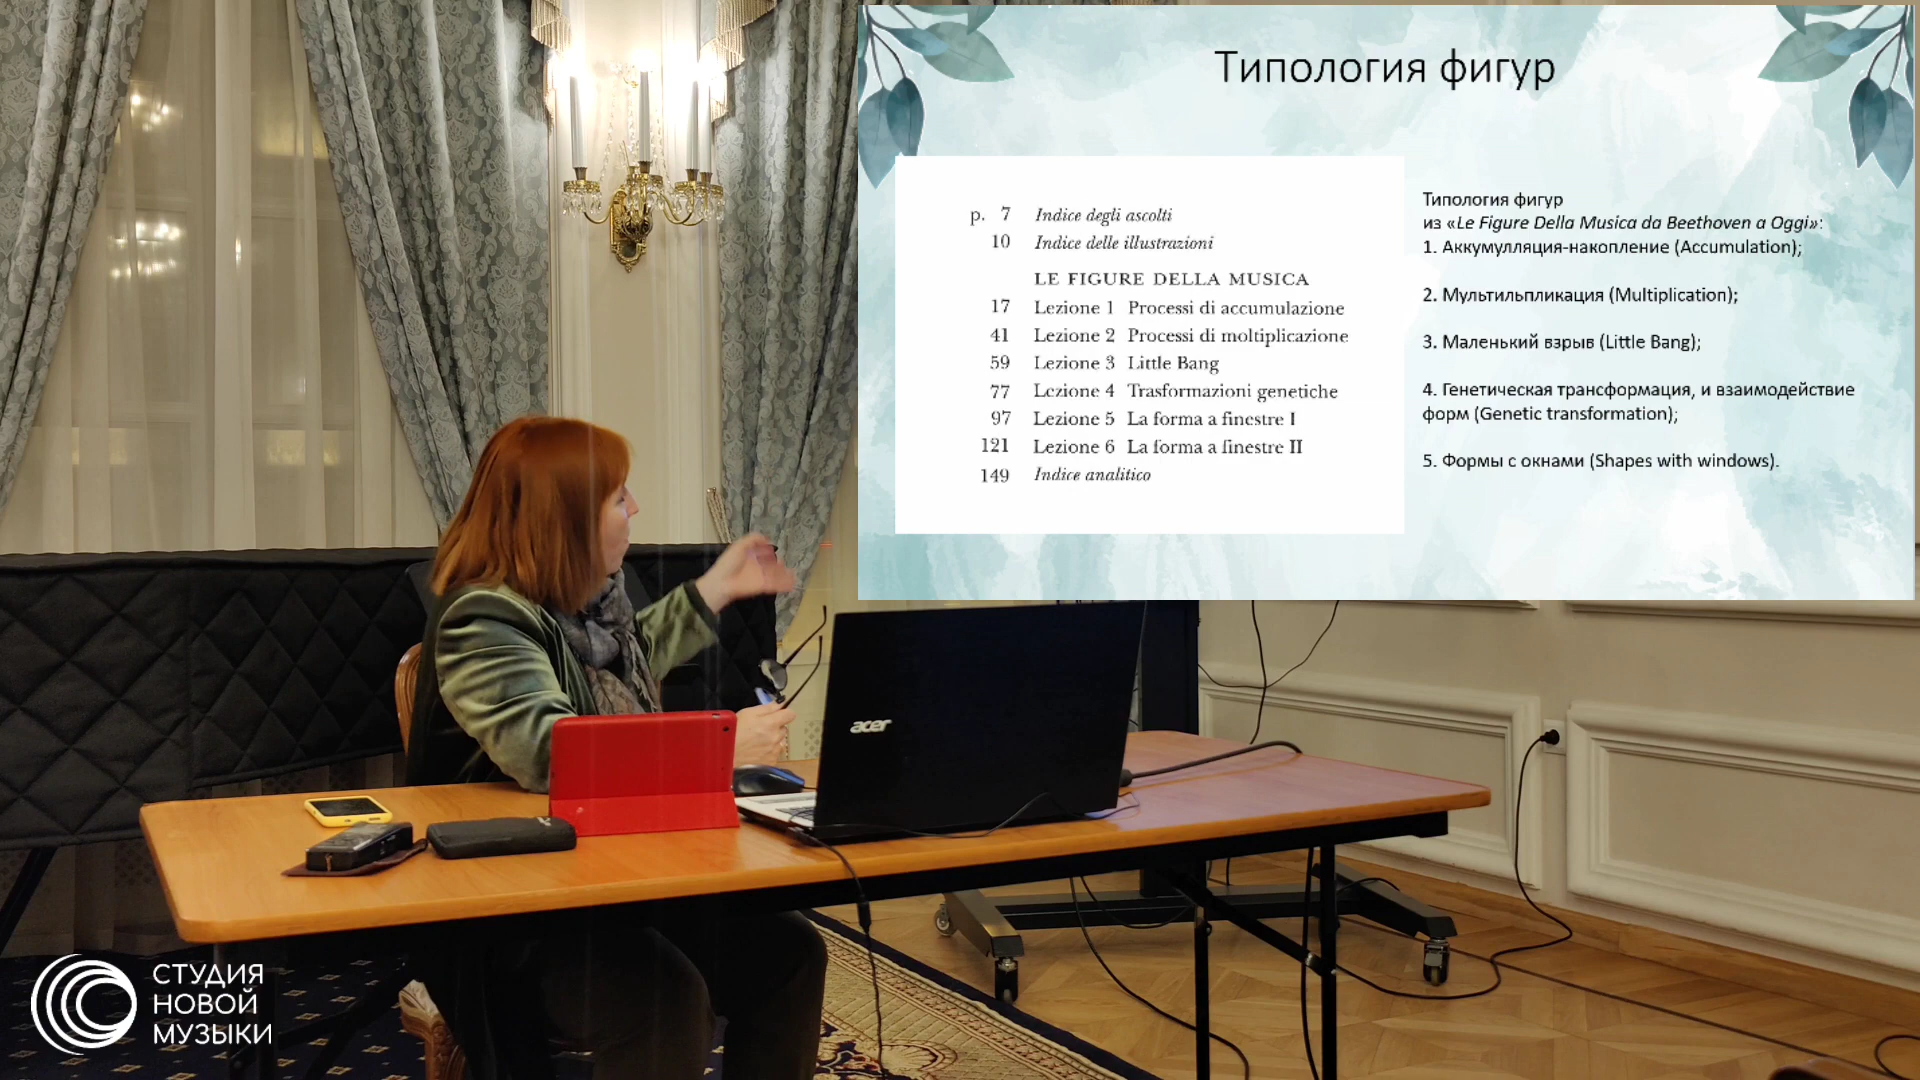 Типология фигур
p. 7 Indice degli ascolti
10 Indice delle illustrazioni
LE FIGURE DELLA MUSICA
17 Lezione 1 Processi di accumulazione
41 Lezione 2 Processi di moltiplicazione
59 Lezione 3 Little Bang
77 Lezione 4 Trasformazioni genetiche
97 Lezione 5 La forma a finestre I
121 Lezione 6 La forma a finestre II
149 Indice analitico
Типология фигур
из «Le Figure Della Musica da Beethoven a Oggi»:
1. Аккумулляция-накопление (Accumulation);
2. Мультильпликация (Multiplication);
3. Маленький взрыв (Little Bang);
4. Генетическая трансформация, и взаимодействие
форм (Genetic transformation);
5. Формы с окнами (Shapes with windows).
acer
СТУДИЯ
НОВОЙ
МУЗЫКИ